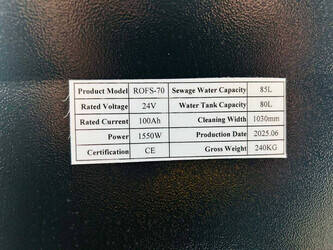 Product Model ROFS-70 Sewage Water Capacity 85L
Rated Voltage 24V Water Tank Capacity 80L
Rated Current 100Ah Cleaning Width 1030mm
Power 1550W Production Date 2025.06
Certification CE Gross Weight 240KG